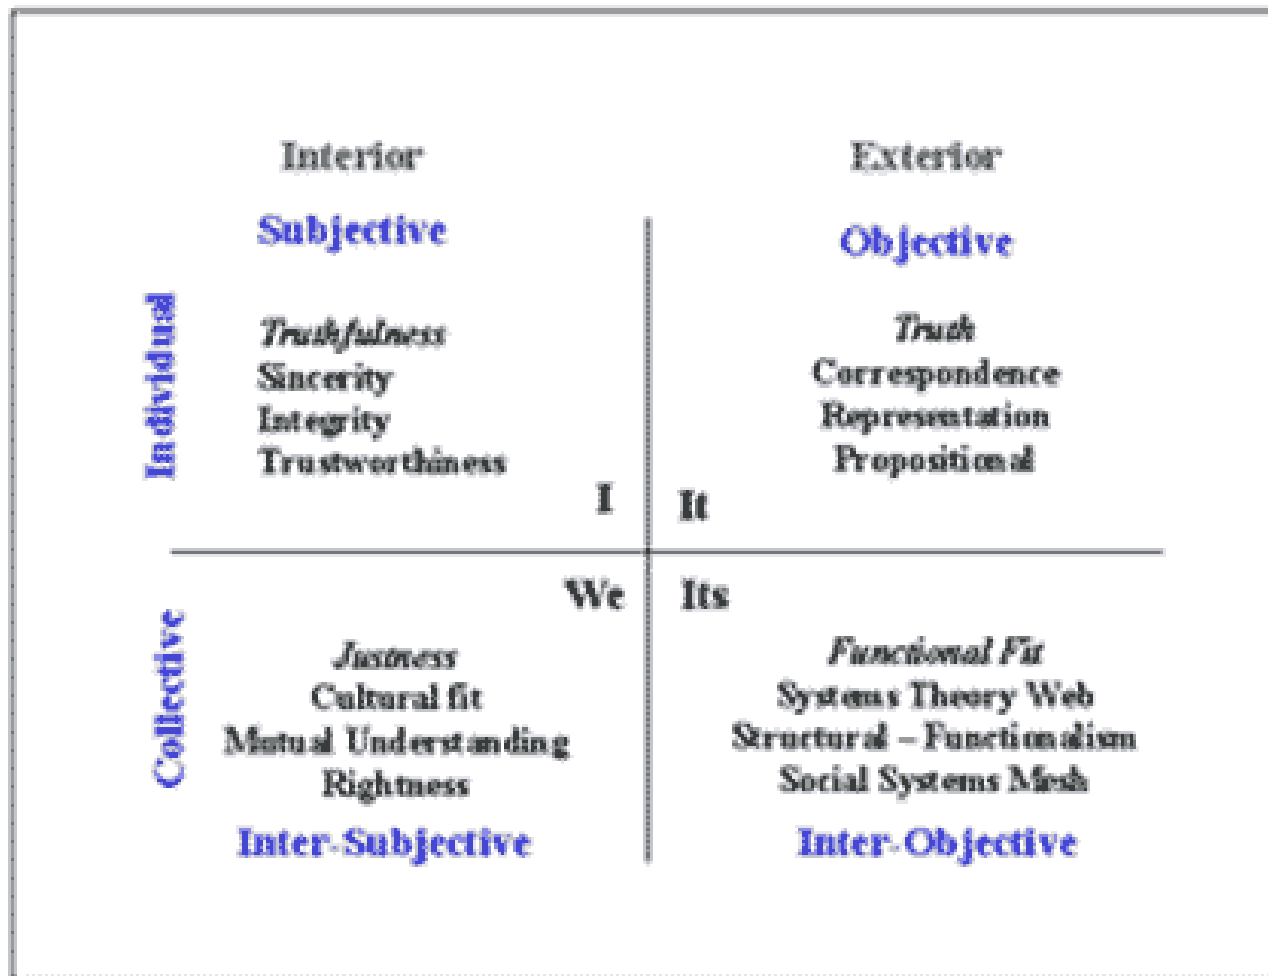 Interior
Exterior
Subjective
Objective
Individual
Truthfulness
Sincerity
Integrity
Trustworthiness
I
Truth
Correspondence
Representation
Propositional
It
Collective
We
Justness
Cultural fit
Mutual Understanding
Rightness
Inter-Subjective
Its
Functional Fit
Systems Theory Web
Structural – Functionalism
Social Systems Mesh
Inter-Objective